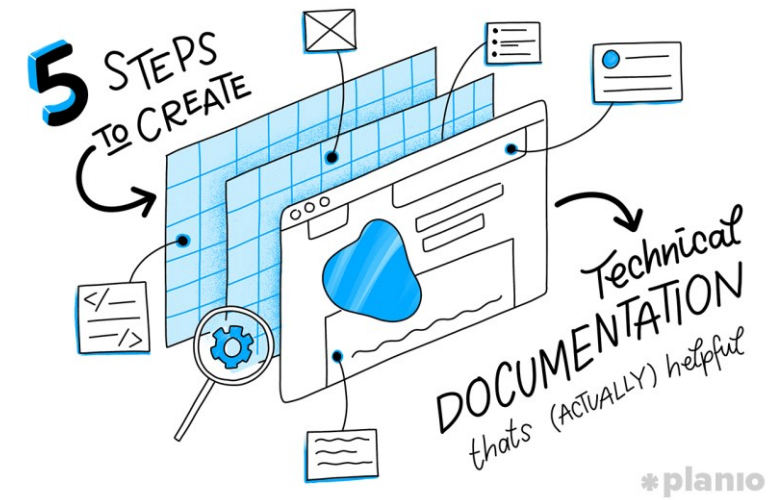 5 STEPS
TO CREATE
</—
—/>
Technical
DOCUMENTATION
thats (ACTUALLY) helpful
*planio